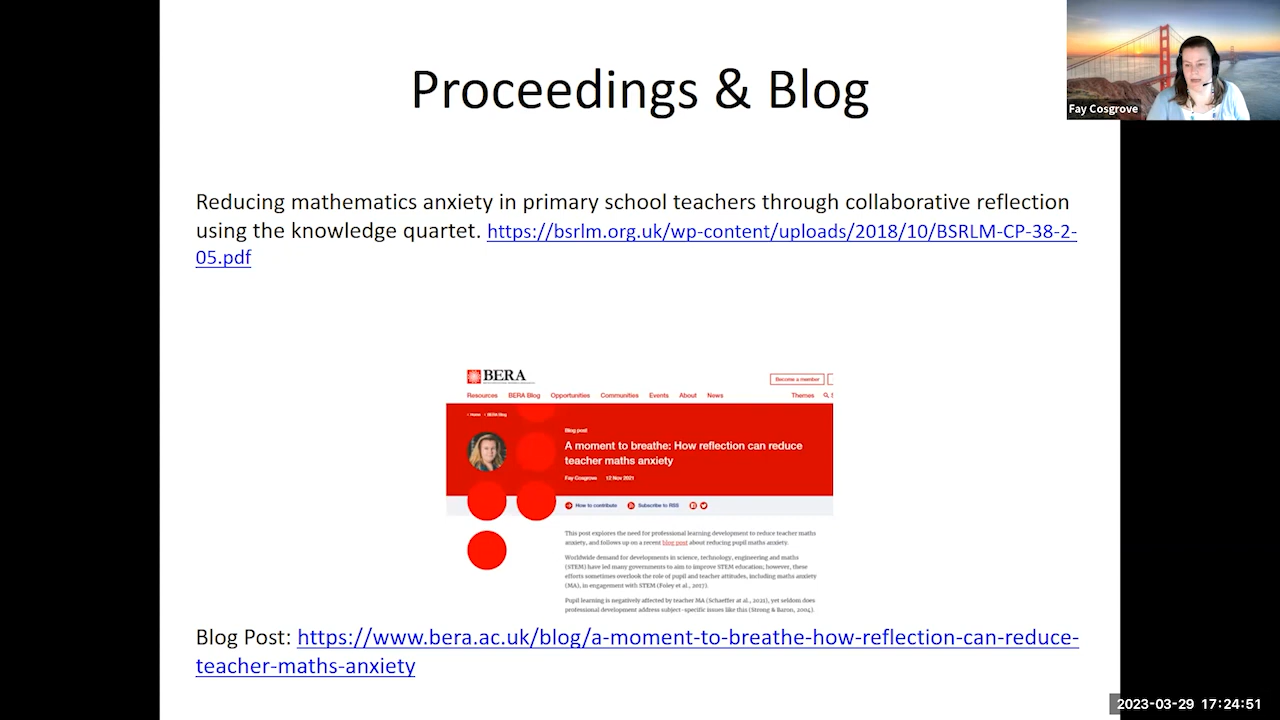 Proceedings & Blog
Fay Cosgrove
Reducing mathematics anxiety in primary school teachers through collaborative reflection
using the knowledge quartet. https://bsrlm.org.uk/wp-content/uploads/2018/10/BSRLM-CP-38-2-
05.pdf
BERA
Become a member
Resources BERA Blog Opportunities Communities Events About News Themes
‹ Home ‹ BERA Blog
Blog post
A moment to breathe: How reflection can reduce
teacher maths anxiety
Fay Cosgrove 12 Nov 2021
How to contribute Subscribe to RSS
This post explores the need for professional learning development to reduce teacher maths
anxiety, and follows up on a recent blog post about reducing pupil maths anxiety.
Worldwide demand for developments in science, technology, engineering and maths
(STEM) have led many governments to aim to improve STEM education; however, these
efforts sometimes overlook the role of pupil and teacher attitudes, including maths anxiety
(MA), in engagement with STEM (Foley et al., 2017).
Pupil learning is negatively affected by teacher MA (Schaeffer at al., 2021), yet seldom does
professional development address subject-specific issues like this (Strong & Baron, 2004).
Blog Post: https://www.bera.ac.uk/blog/a-moment-to-breathe-how-reflection-can-reduce-
teacher-maths-anxiety
2023-03-29 17:24:51